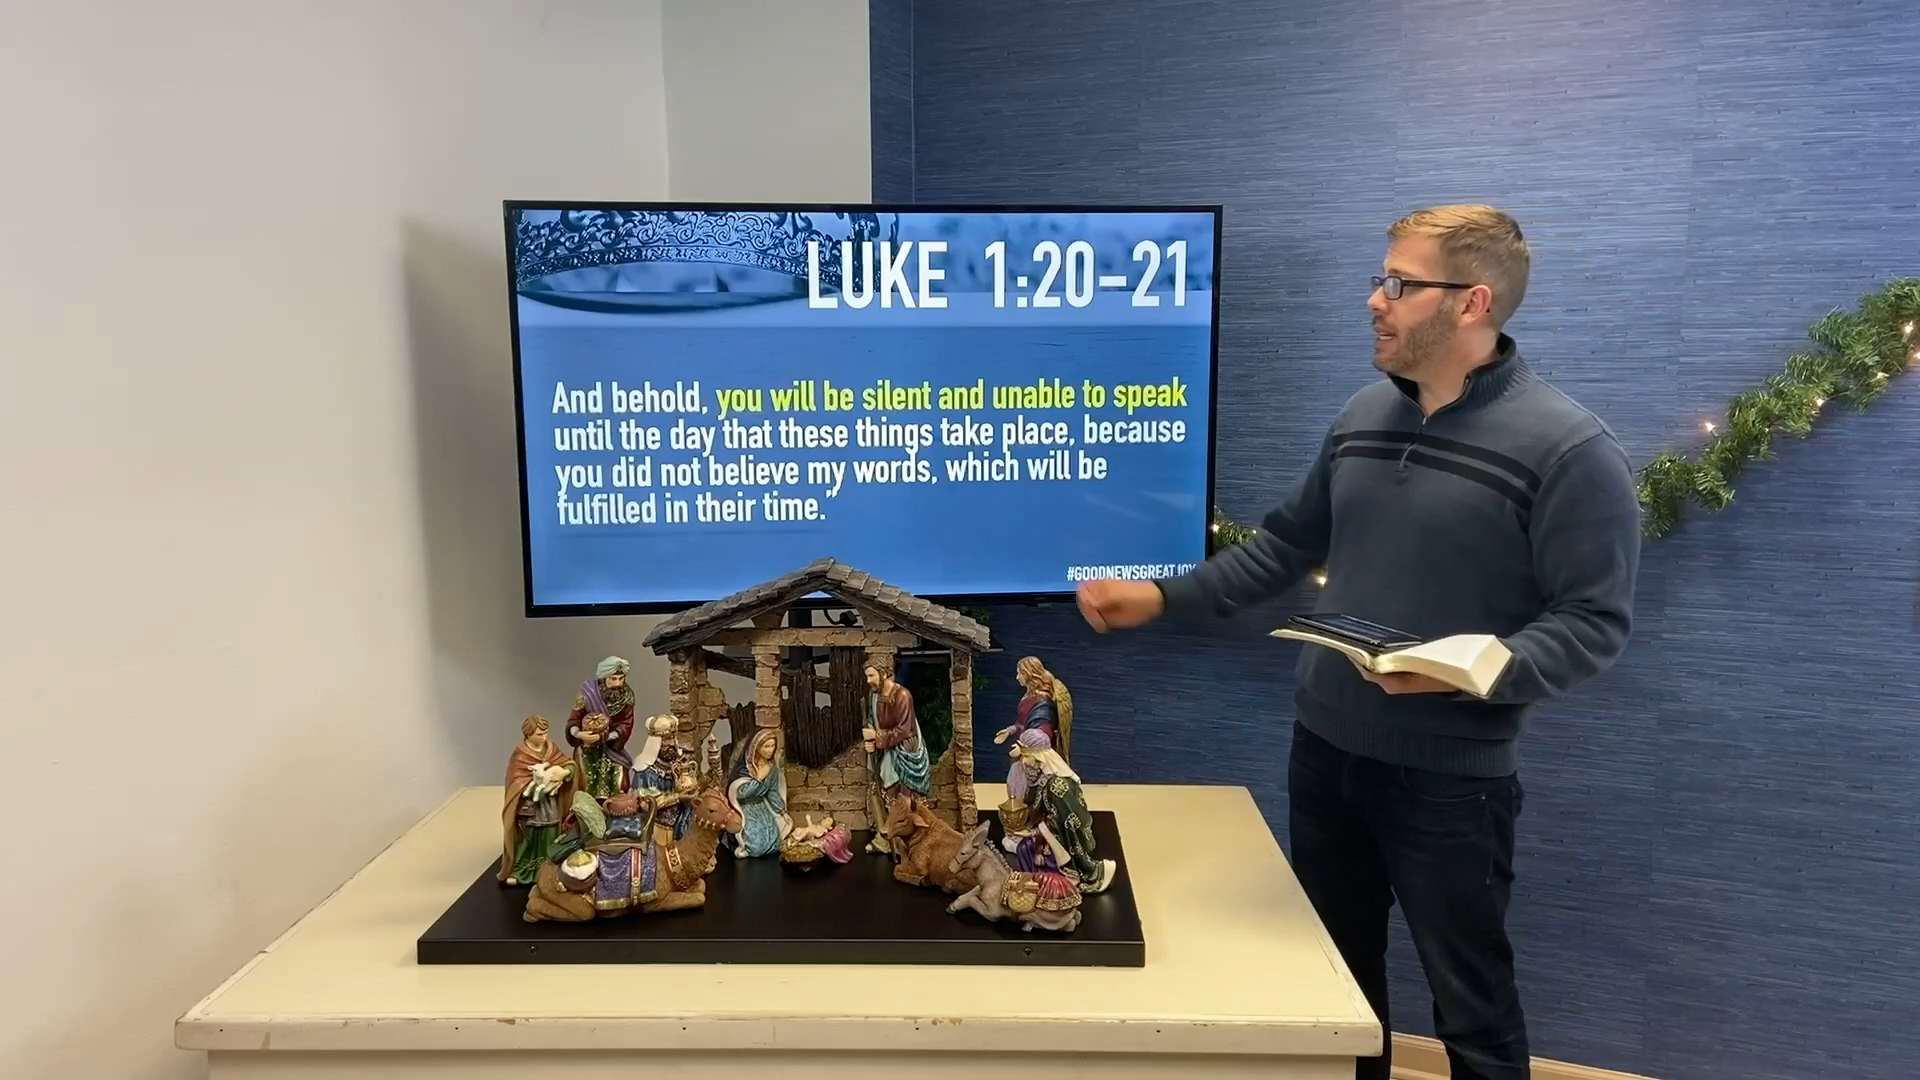 LUKE 1:20-21
And behold, you will be silent and unable to speak
until the day that these things take place, because
you did not believe my words, which will be
fulfilled in their time."
#GOODNEWSGREATJOY